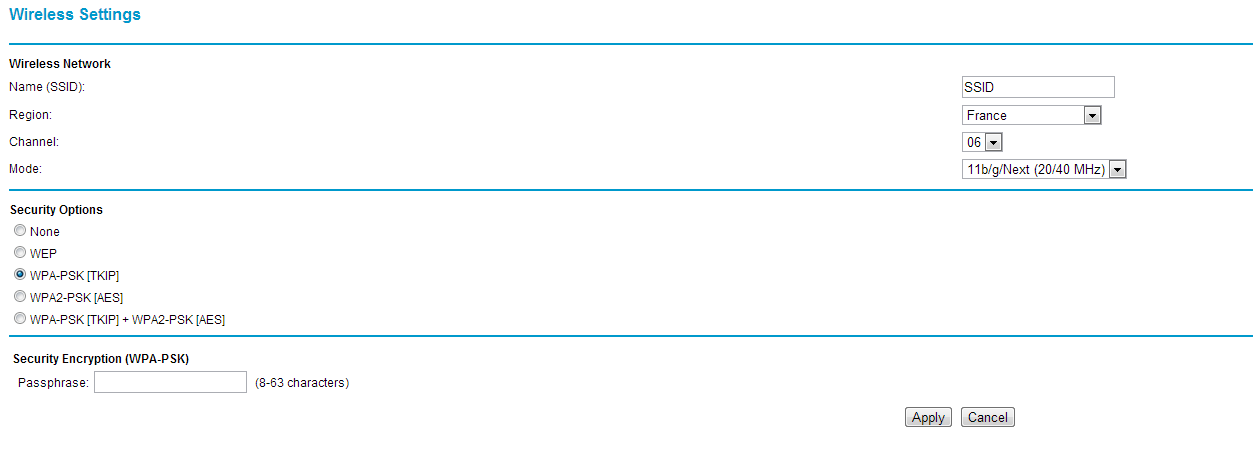 Wireless Settings
Wireless Network
Name (SSID): SSID
Region: France
Channel: 06
Mode: 11b/g/Next (20/40 MHz)
Security Options
None
WEP
WPA-PSK [TKIP]
WPA2-PSK [AES]
WPA-PSK [TKIP] + WPA2-PSK [AES]
Security Encryption (WPA-PSK)
Passphrase: (8-63 characters)
Apply Cancel